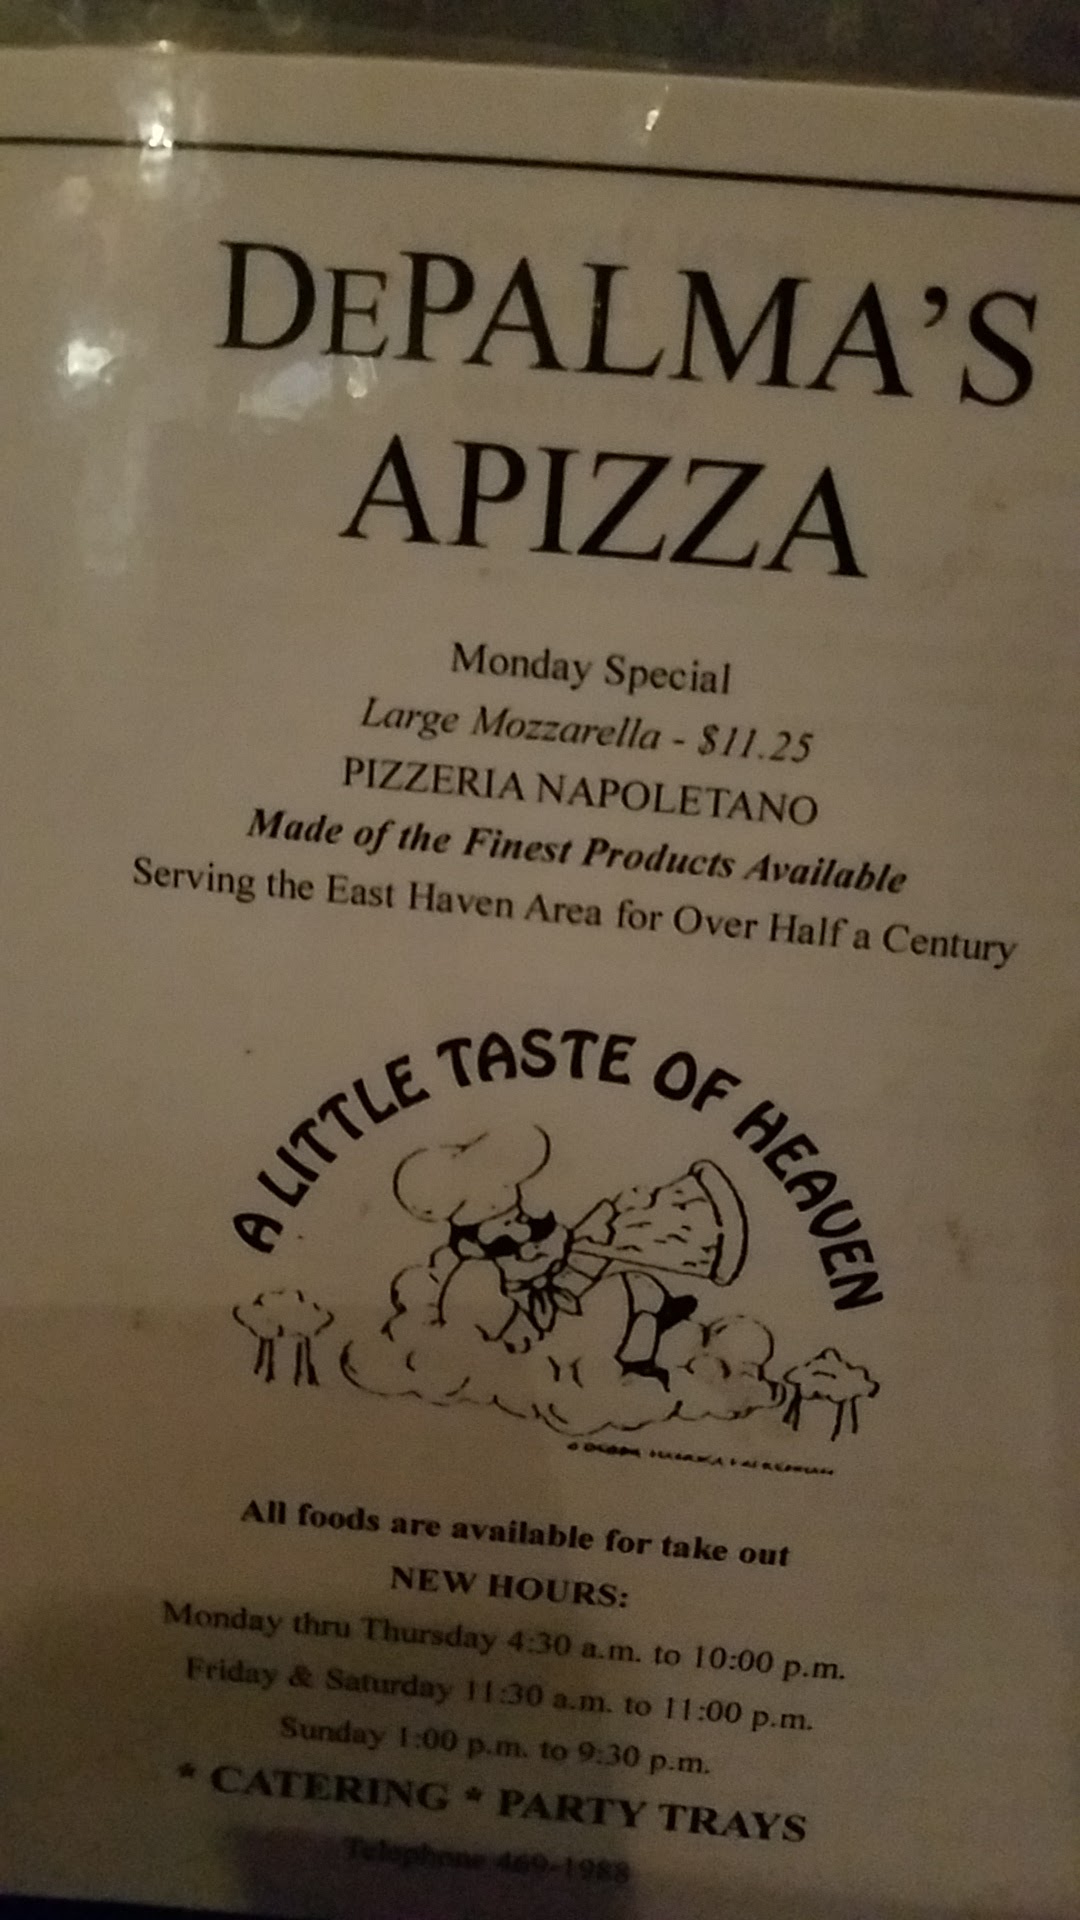 DEPALMA'S
APIZZA
Monday Special
Large Mozzarella - $11.25
PIZZERIA NAPOLETANO
Made of the Finest Products Available
Serving the East Haven Area for Over Half a Century
A LITTLE TASTE OF HEAVEN
All foods are available for take out
NEW HOURS:
Monday thru Thursday 4:30 a.m. to 10:00 p.m.
Friday & Saturday 11:30 a.m. to 11:00 p.m.
Sunday 1:00 p.m. to 9:30 p.m.
* CATERING * PARTY TRAYS
Telephone 469-1988